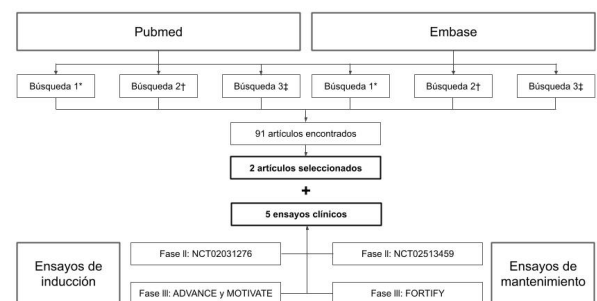 Pubmed
Embase
Búsqueda 1*
Búsqueda 2†
Búsqueda 3‡
Búsqueda 1*
Búsqueda 2†
Búsqueda 3‡
91 artículos encontrados
2 artículos seleccionados
+
5 ensayos clínicos
Ensayos de
inducción
Fase II: NCT02031276
Fase II: NCT02513459
Fase III: ADVANCE y MOTIVATE
Fase III: FORTIFY
Ensayos de
mantenimiento